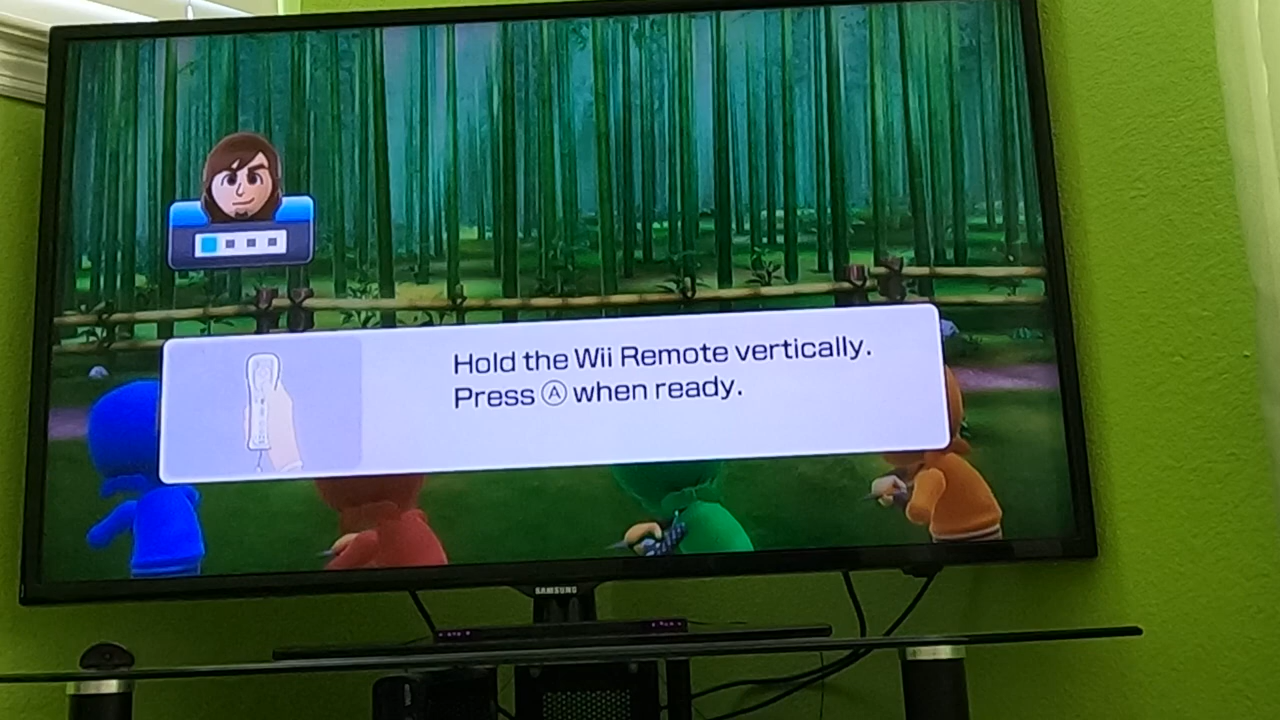 Hold the Wii Remote vertically.
Press Ⓐ when ready.
SAMSUNG